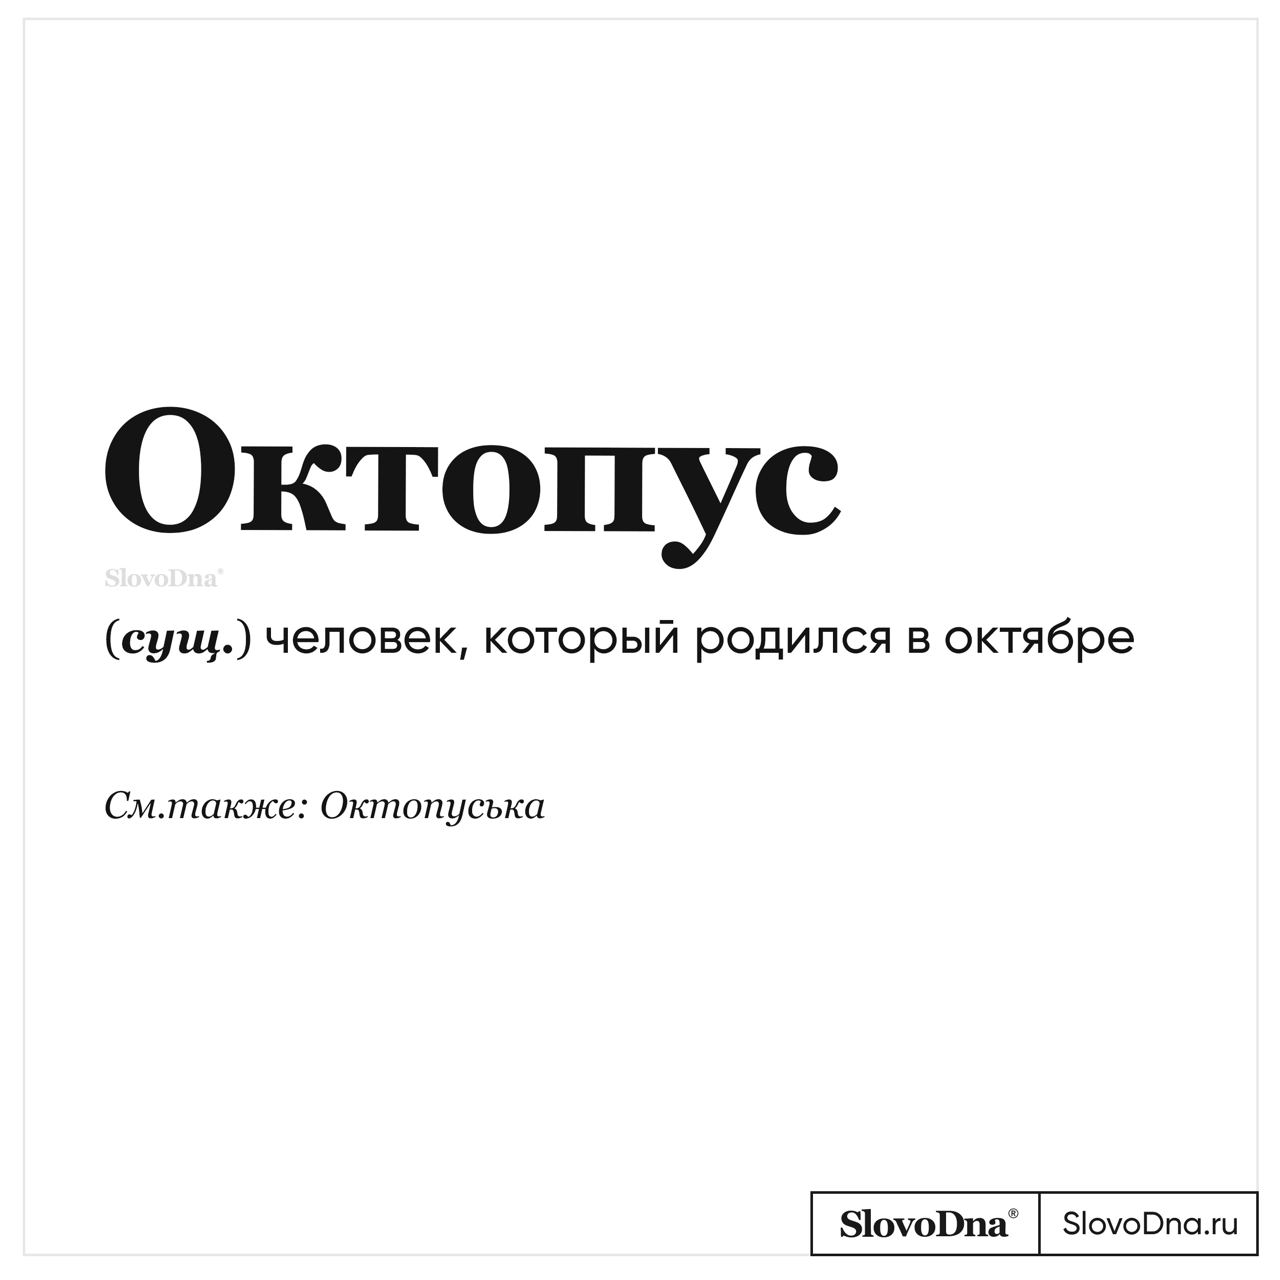 Октопус
SlovoDna®
(сущ.) человек, который родился в октябре
См.также: Октопуська
SlovoDna® SlovoDna.ru